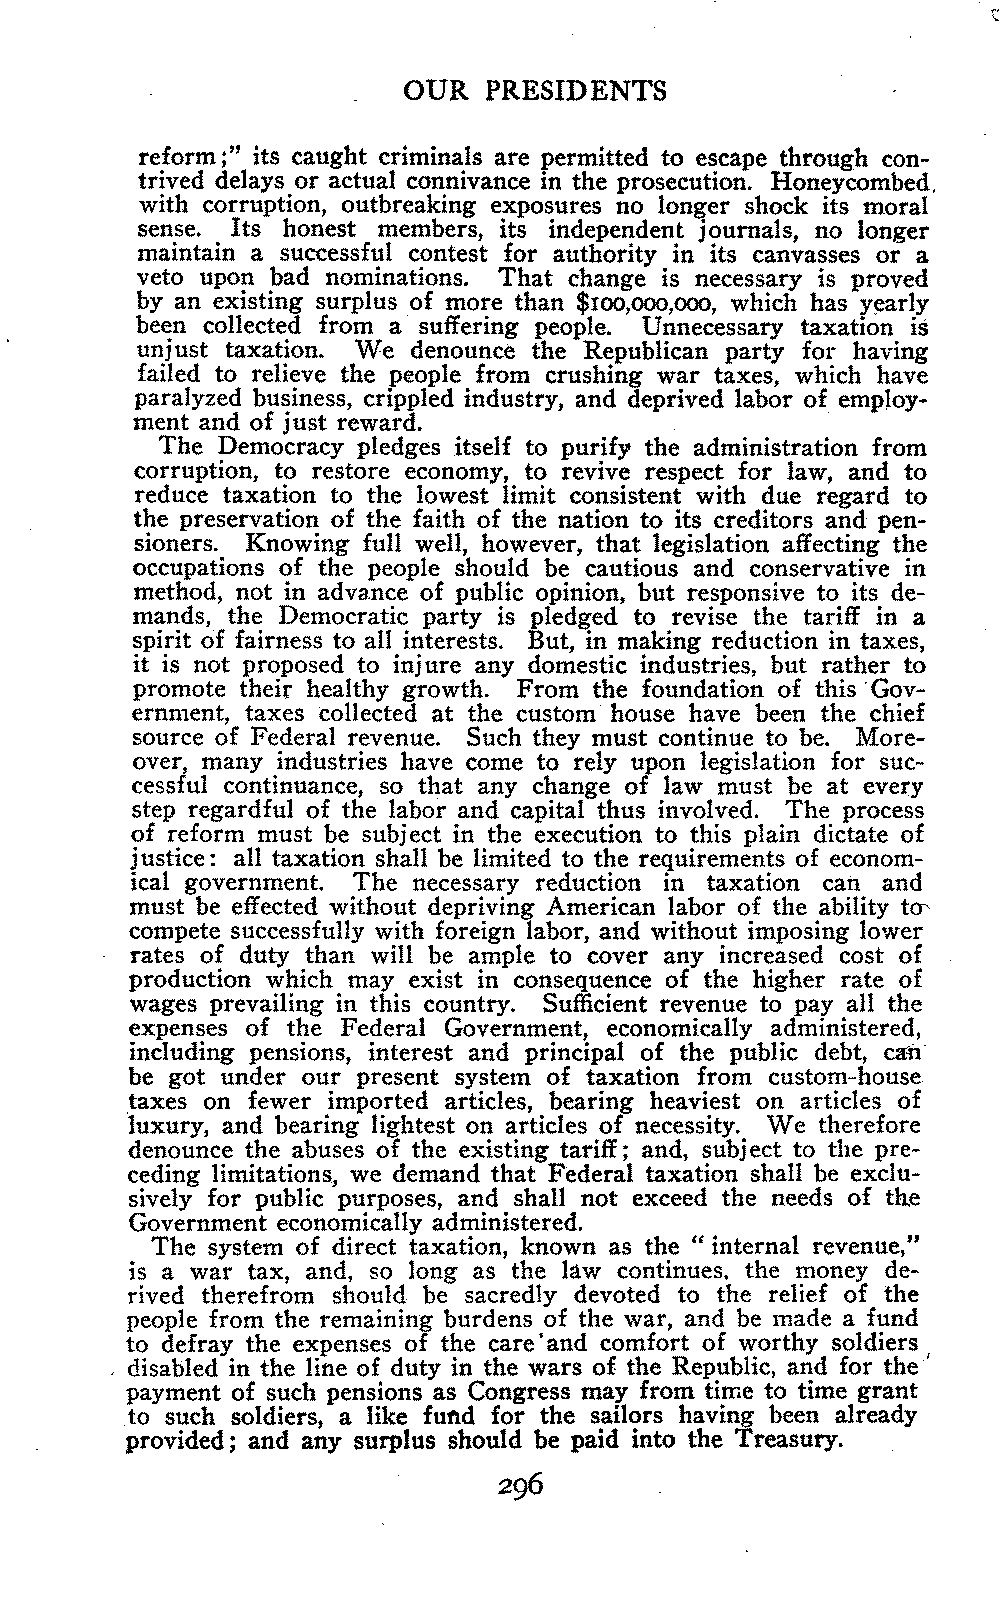 OUR PRESIDENTS
reform;" its caught criminals are permitted to escape through con-
trived delays or actual connivance in the prosecution. Honeycombed
with corruption, outbreaking exposures no longer shock its moral
sense. Its honest members, its independent journals, no longer
maintain a successful contest for authority in its canvasses or a
veto upon bad nominations. That change is necessary is proved
by an existing surplus of more than $100,000,000, which has yearly
been collected from a suffering people. Unnecessary taxation is
unjust taxation. We denounce the Republican party for having
failed to relieve the people from crushing war taxes, which have
paralyzed business, crippled industry, and deprived labor of employ-
ment and of just reward.
The Democracy pledges itself to purify the administration from
corruption, to restore economy, to revive respect for law, and to
reduce taxation to the lowest limit consistent with due regard to
the preservation of the faith of the nation to its creditors and pen-
sioners. Knowing full well, however, that legislation affecting the
occupations of the people should be cautious and conservative in
method, not in advance of public opinion, but responsive to its de-
mands, the Democratic party is pledged to revise the tariff in a
spirit of fairness to all interests. But, in making reduction in taxes,
it is not proposed to injure any domestic industries, but rather to
promote their healthy growth. From the foundation of this Gov-
ernment, taxes collected at the custom house have been the chief
source of Federal revenue. Such they must continue to be. More-
over, many industries have come to rely upon legislation for suc-
cessful continuance, so that any change of law must be at every
step regardful of the labor and capital thus involved. The process
of reform must be subject in the execution to this plain dictate of
justice: all taxation shall be limited to the requirements of econom-
ical government. The necessary reduction in taxation can and
must be effected without depriving American labor of the ability to
compete successfully with foreign labor, and without imposing lower
rates of duty than will be ample to cover any increased cost of
production which may exist in consequence of the higher rate of
wages prevailing in this country. Sufficient revenue to pay all the
expenses of the Federal Government, economically administered,
including pensions, interest and principal of the public debt, can
be got under our present system of taxation from custom-house
taxes on fewer imported articles, bearing heaviest on articles of
luxury, and bearing lightest on articles of necessity. We therefore
denounce the abuses of the existing tariff; and, subject to the pre-
ceding limitations, we demand that Federal taxation shall be exclu-
sively for public purposes, and shall not exceed the needs of the
Government economically administered.
The system of direct taxation, known as the "internal revenue,"
is a war tax, and, so long as the law continues, the money de-
rived therefrom should be sacredly devoted to the relief of the
people from the remaining burdens of the war, and be made a fund
to defray the expenses of the care and comfort of worthy soldiers
disabled in the line of duty in the wars of the Republic, and for the
payment of such pensions as Congress may from time to time grant
to such soldiers, a like fund for the sailors having been already
provided; and any surplus should be paid into the Treasury.
296